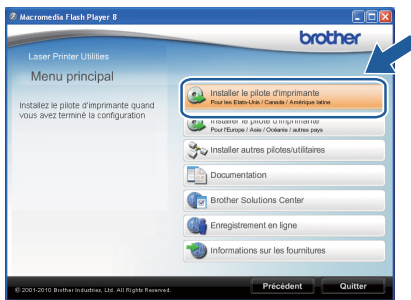 Macromedia Flash Player 8
brother
Laser Printer Utilities
Menu principal
Installez le pilote d'imprimante quand
vous avez terminé la configuration
Installer le pilote d'imprimante
Pour les Etats-Unis / Canada / Amérique latine
Installer le pilote d'imprimante
Pour l'Europe / Asie / Océanie / autres pays
Installer autres pilotes/utilitaires
Documentation
Brother Solutions Center
Enregistrement en ligne
Informations sur les fournitures
© 2001-2010 Brother Industries, Ltd. All Rights Reserved.
Précédent
Quitter